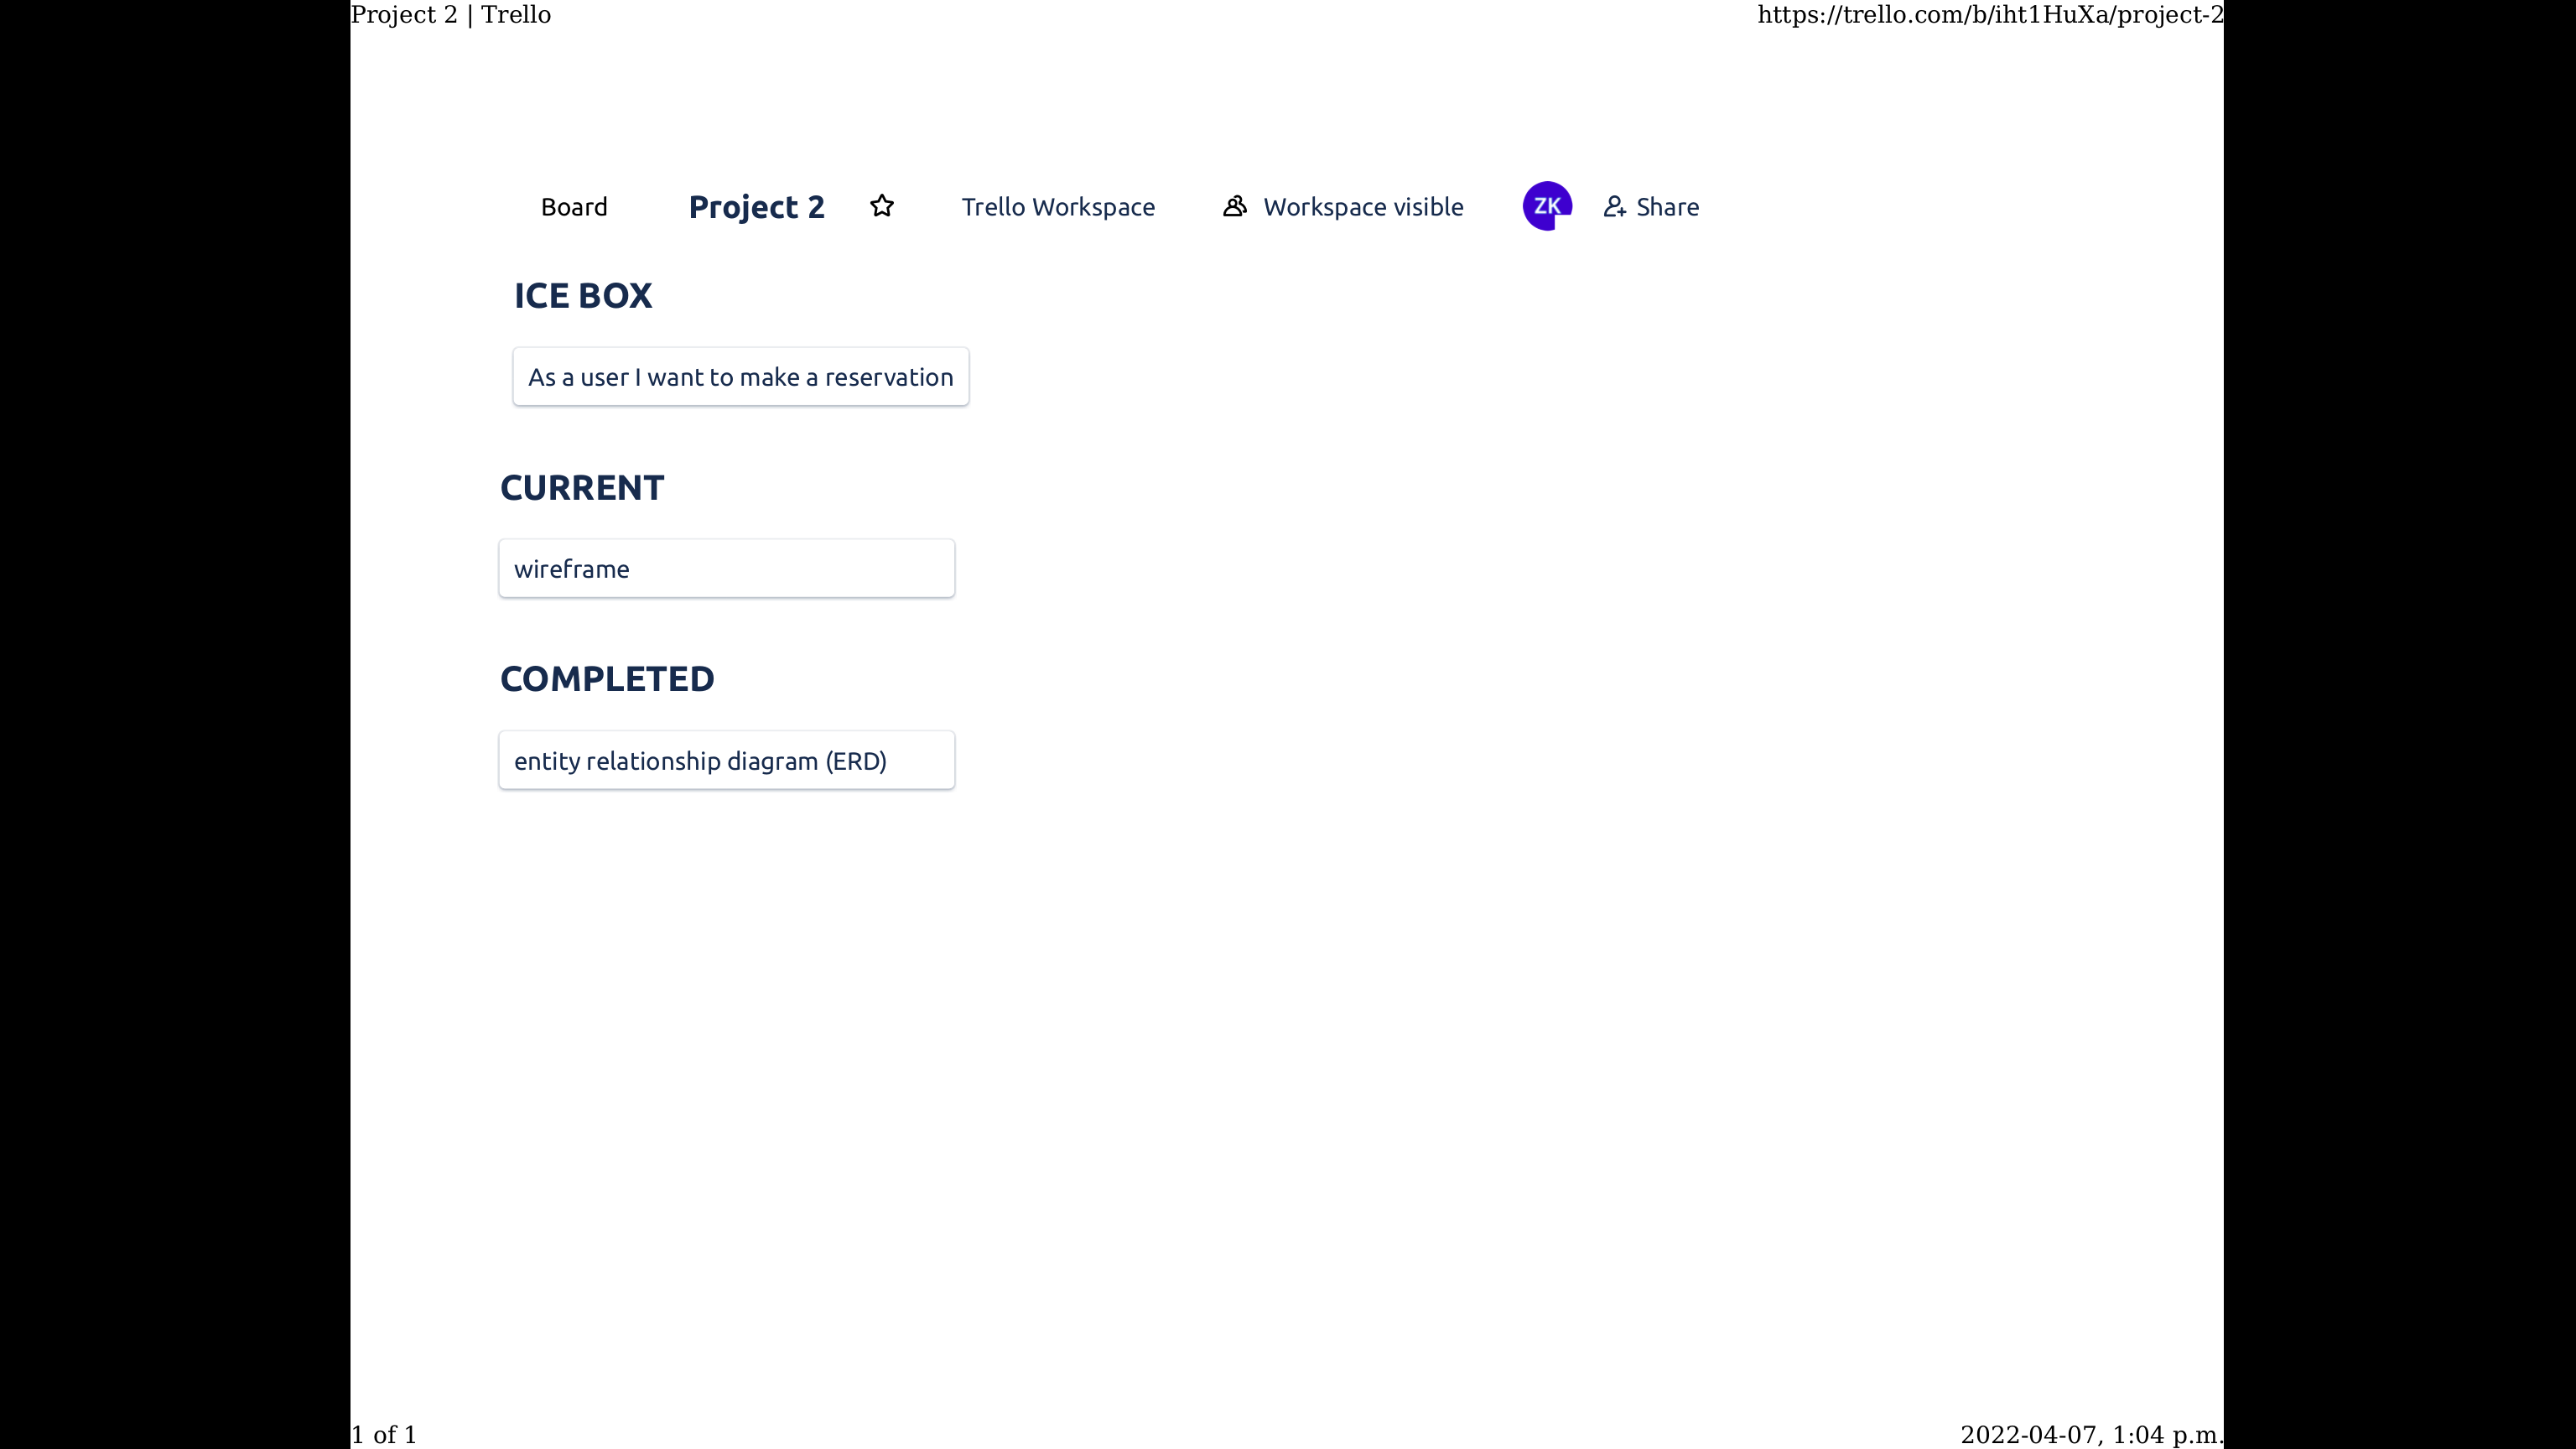 Project 2 | Trello https://trello.com/b/iht1HuXa/project-2
Board Project 2 Trello Workspace Workspace visible ZK Share
ICE BOX
As a user I want to make a reservation
CURRENT
wireframe
COMPLETED
entity relationship diagram (ERD)
1 of 1 2022-04-07, 1:04 p.m.